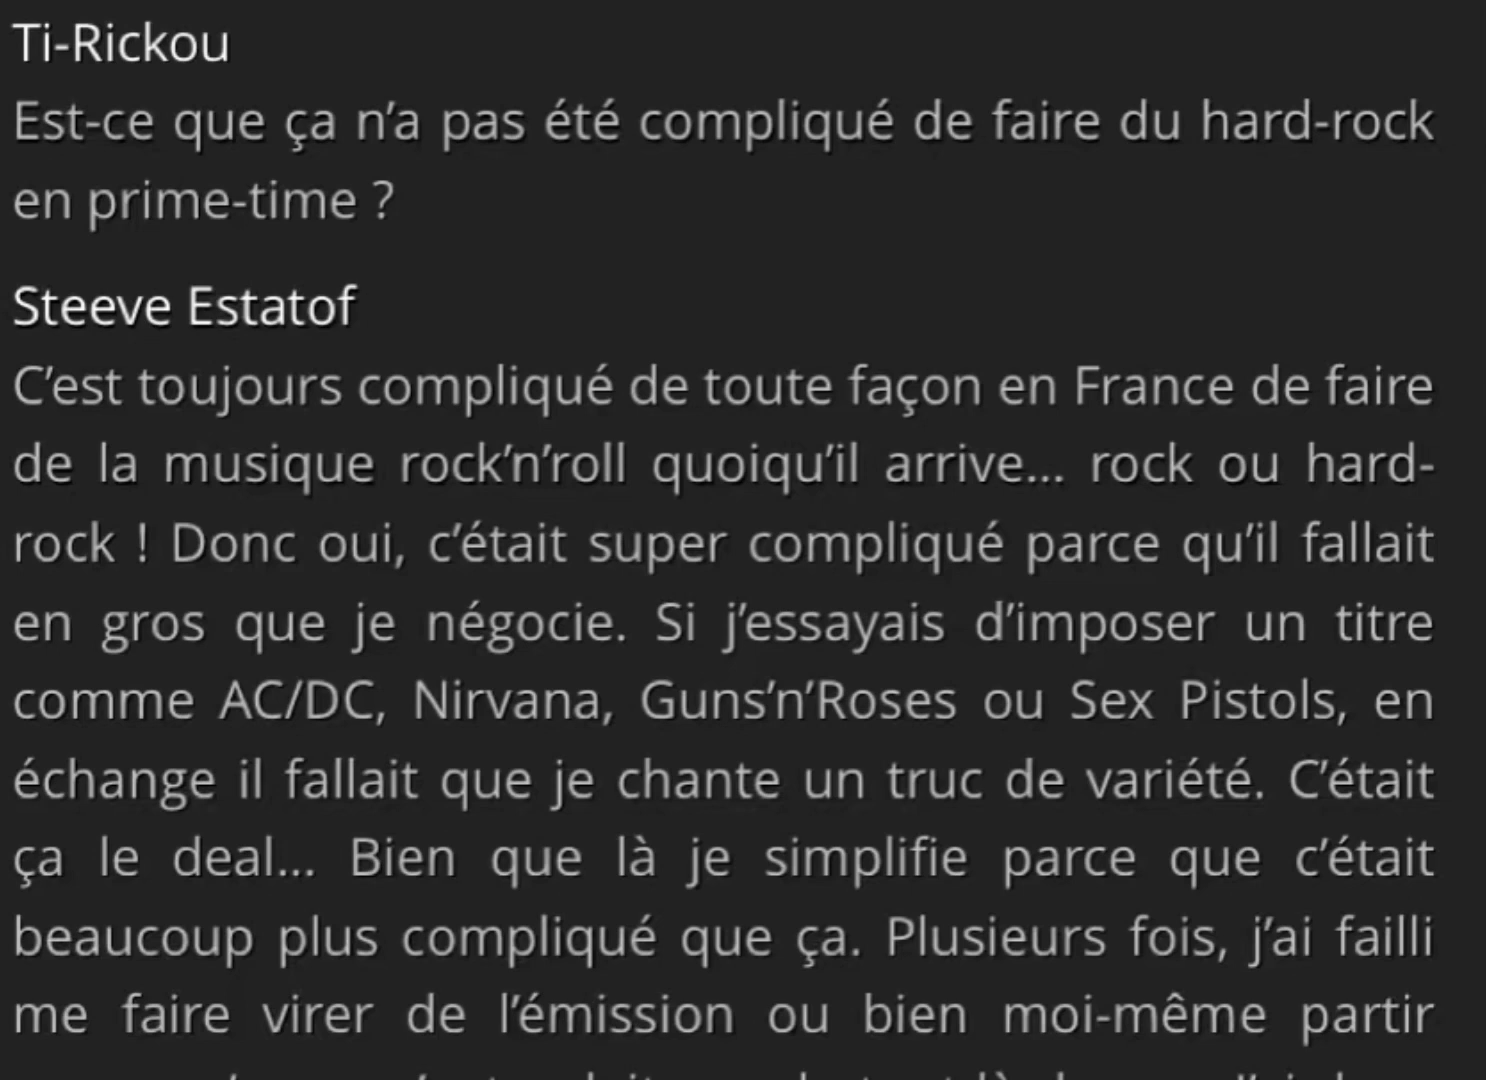 Ti-Rickou
Est-ce que ça n’a pas été compliqué de faire du hard-rock
en prime-time ?
Steeve Estatof
C’est toujours compliqué de toute façon en France de faire
de la musique rock’n’roll quoiqu’il arrive… rock ou hard-
rock ! Donc oui, c’était super compliqué parce qu’il fallait
en gros que je négocie. Si j’essayais d’imposer un titre
comme AC/DC, Nirvana, Guns’n’Roses ou Sex Pistols, en
échange il fallait que je chante un truc de variété. C’était
ça le deal… Bien que là je simplifie parce que c’était
beaucoup plus compliqué que ça. Plusieurs fois, j’ai failli
me faire virer de l’émission ou bien moi-même partir